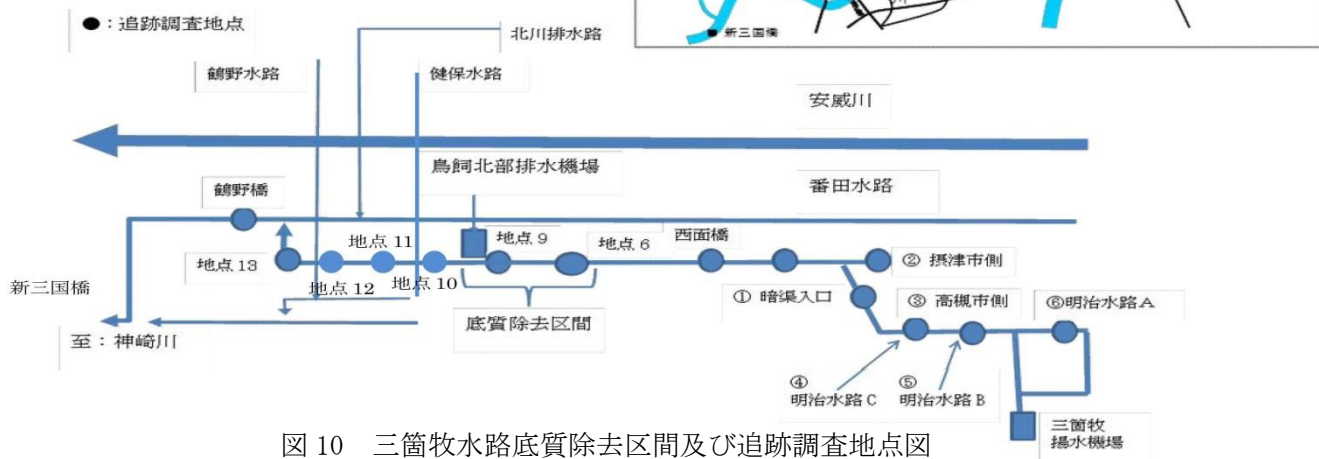 ●:追跡調査地点
北川排水路
● 新三国橋
鶴野水路
健保水路
安威川
鳥飼北部排水機場
番田水路
鶴野橋
地点 11
地点 9
地点 6
西面橋
地点 13
② 摂津市側
地点 12
地点 10
新三国橋
① 暗渠入口
③ 高槻市側
⑥明治水路A
底質除去区間
至:神崎川
④
明治水路 C
⑤
明治水路 B
三箇牧
揚水機場
図 10 三箇牧水路底質除去区間及び追跡調査地点図